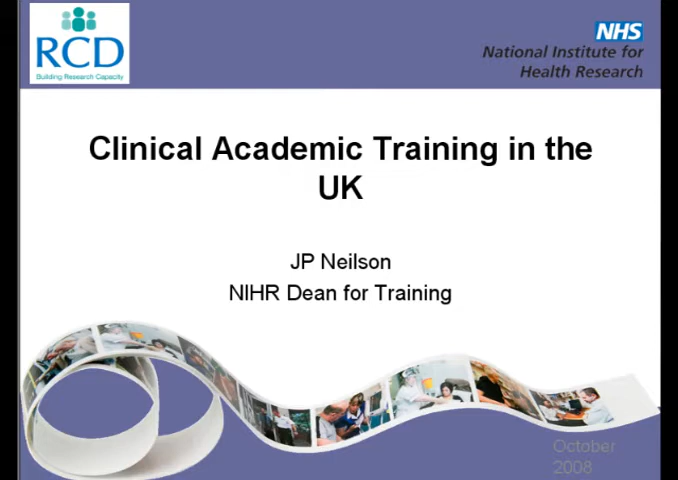 RCD
Building Research Capacity
NHS
National Institute for
Health Research
Clinical Academic Training in the
UK
JP Neilson
NIHR Dean for Training
October
2008